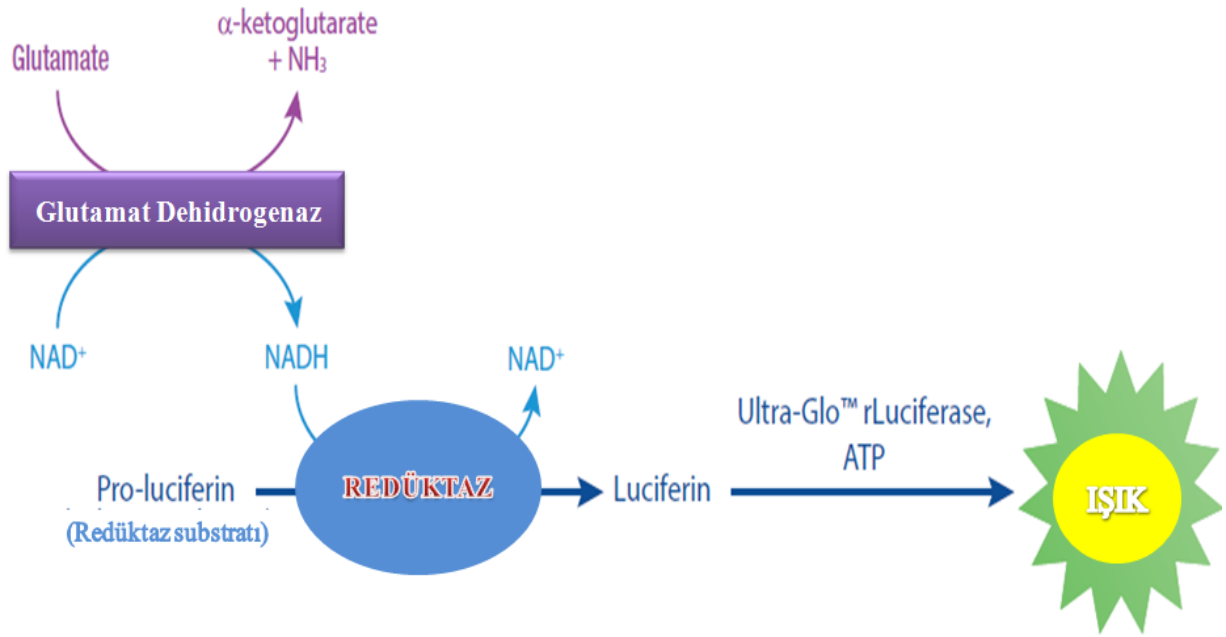 α-ketoglutarate
+ NH₃
Glutamate
Glutamat Dehidrogenaz
NAD⁺
NADH
NAD⁺
Ultra-Glo™ rLuciferase,
ATP
Pro-luciferin
REDÜKTAZ
Luciferin
IŞIK
(Redüktaz substratı)